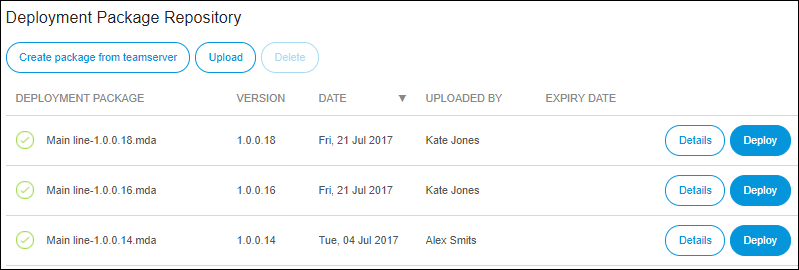 Deployment Package Repository
Create package from teamserver Upload Delete
DEPLOYMENT PACKAGE VERSION DATE ▼ UPLOADED BY EXPIRY DATE
Main line-1.0.0.18.mda 1.0.0.18 Fri, 21 Jul 2017 Kate Jones Details Deploy
Main line-1.0.0.16.mda 1.0.0.16 Fri, 21 Jul 2017 Kate Jones Details Deploy
Main line-1.0.0.14.mda 1.0.0.14 Tue, 04 Jul 2017 Alex Smits Details Deploy